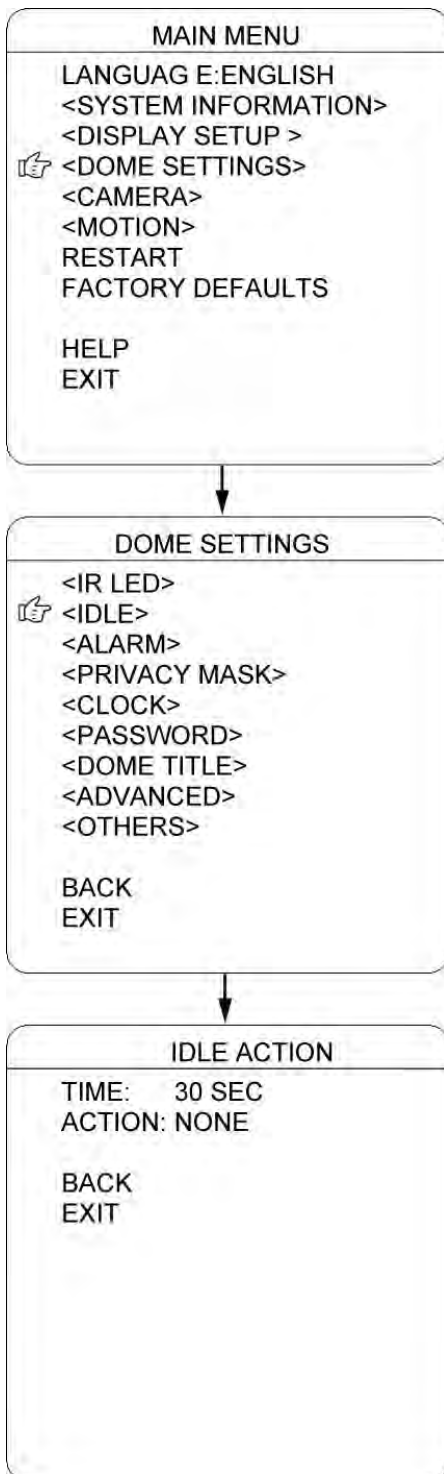 MAIN MENU
LANGUAG E:ENGLISH
<SYSTEM INFORMATION>
<DISPLAY SETUP >
<DOME SETTINGS>
<CAMERA>
<MOTION>
RESTART
FACTORY DEFAULTS
HELP
EXIT
DOME SETTINGS
<IR LED>
<IDLE>
<ALARM>
<PRIVACY MASK>
<CLOCK>
<PASSWORD>
<DOME TITLE>
<ADVANCED>
<OTHERS>
BACK
EXIT
IDLE ACTION
TIME: 30 SEC
ACTION: NONE
BACK
EXIT